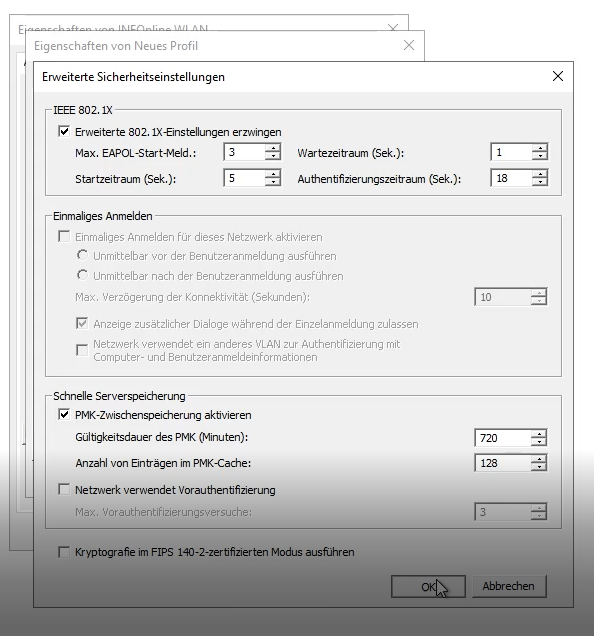 Eigenschaften von INFOnline WLAN
Eigenschaften von Neues Profil
Erweiterte Sicherheitseinstellungen
IEEE 802.1X
Erweiterte 802.1X-Einstellungen erzwingen
Max. EAPOL-Start-Meld.: 3 Wartezeitraum (Sek.): 1
Startzeitraum (Sek.): 5 Authentifizierungszeitraum (Sek.): 18
Einmaliges Anmelden
Einmaliges Anmelden für dieses Netzwerk aktivieren
Unmittelbar vor der Benutzeranmeldung ausführen
Unmittelbar nach der Benutzeranmeldung ausführen
Max. Verzögerung der Konnektivität (Sekunden): 10
Anzeige zusätzlicher Dialoge während der Einzelanmeldung zulassen
Netzwerk verwendet ein anderes VLAN zur Authentifizierung mit
Computer- und Benutzeranmeldeinformationen
Schnelle Serverspeicherung
PMK-Zwischenspeicherung aktivieren
Gültigkeitsdauer des PMK (Minuten): 720
Anzahl von Einträgen im PMK-Cache: 128
Netzwerk verwendet Vorauthentifizierung
Max. Vorauthentifizierungsversuche: 3
Kryptografie im FIPS 140-2-zertifizierten Modus ausführen
OK Abbrechen